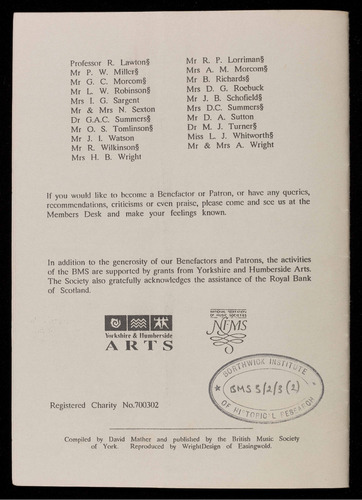 Professor R. Lawton§
Mr P. W. Miller§
Mr G. C. Morcom§
Mr L. W. Robinson§
Mrs I. G. Sargent
Mr & Mrs N. Sexton
Dr G.A.C. Summers§
Mr O. S. Tomlinson§
Mr J. I. Watson
Mr R. Wilkinson§
Mrs H. B. Wright
Mr R. P. Lorriman§
Mrs A. M. Morcom§
Mr B. Richards§
Mrs D. G. Roebuck
Mr J. B. Schofield§
Mrs D.C. Summers§
Mr D. A. Sutton
Dr M. J. Turner§
Miss L. J. Whitworth§
Mr & Mrs A. Wright
If you would like to become a Benefactor or Patron, or have any queries,
recommendations, criticisms or even praise, please come and see us at the
Members Desk and make your feelings known.
In addition to the generosity of our Benefactors and Patrons, the activities
of the BMS are supported by grants from Yorkshire and Humberside Arts.
The Society also gratefully acknowledges the assistance of the Royal Bank
of Scotland.
Yorkshire & Humberside
ARTS
NATIONAL FEDERATION
OF MUSIC SOCIETIES
NFMS
BORTHWICK INSTITUTE
BMS 3/2/3 (2)
OF HISTORICAL RESEARCH
Registered Charity No.700302
Compiled by David Mather and published by the British Music Society
of York. Reproduced by WrightDesign of Easingwold.